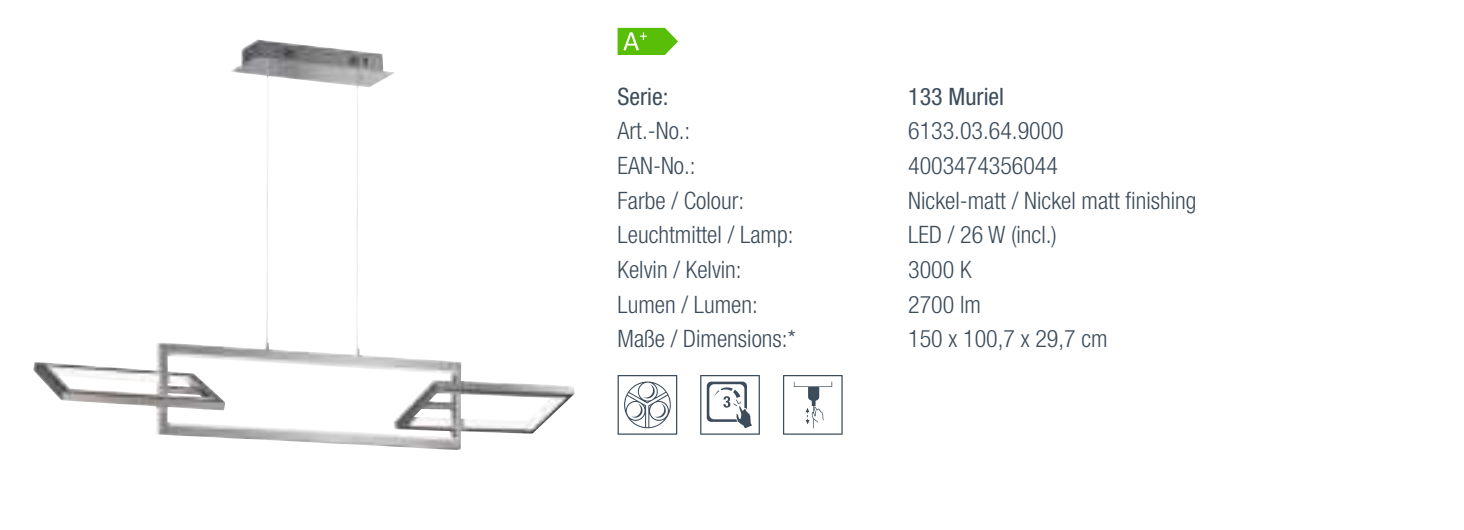 A+
Serie: 133 Muriel
Art.-No.: 6133.03.64.9000
EAN-No.: 4003474356044
Farbe / Colour: Nickel-matt / Nickel matt finishing
Leuchtmittel / Lamp: LED / 26 W (incl.)
Kelvin / Kelvin: 3000 K
Lumen / Lumen: 2700 lm
Maße / Dimensions:* 150 x 100,7 x 29,7 cm
3